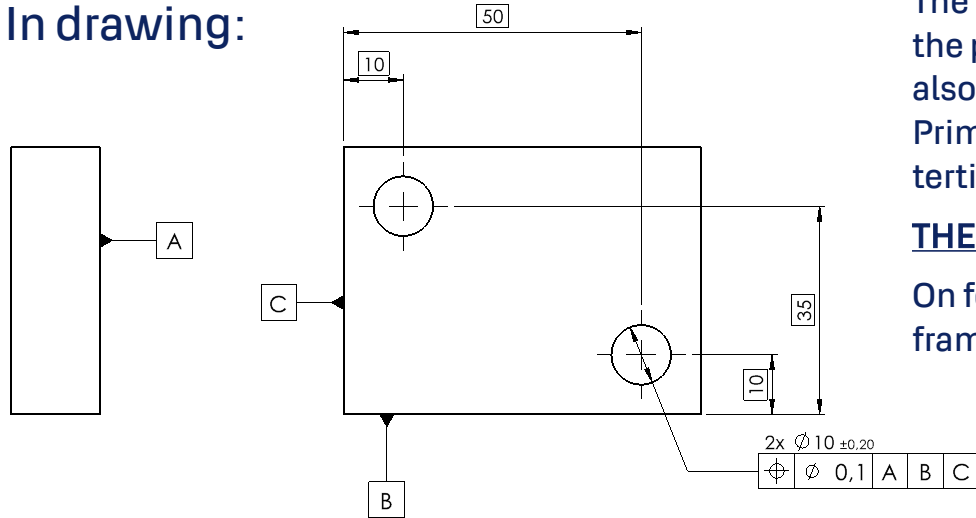 In drawing:
50
10
A
C
35
10
B
2x ⌀10 ±0,20
⌖ ⌀ 0,1 A B C
The
the p
also
Prim
terti
THE
On f
fram